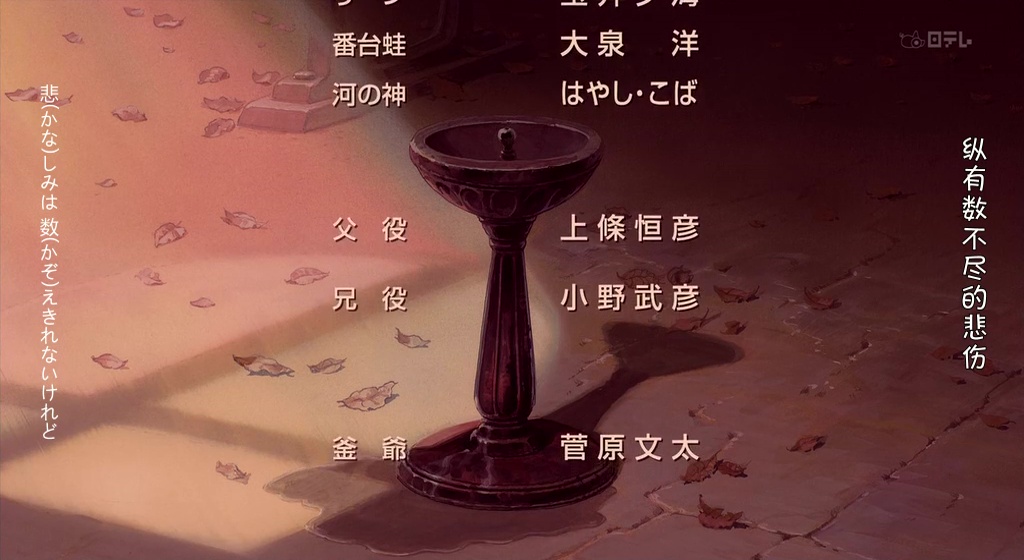 番台蛙 大泉 洋
河の神 はやし・こば
父役 上條恒彦
兄役 小野武彦
釜爺 菅原文太
日テレ
悲(かな)しみは 数(かぞ)えきれないけれど
纵有数不尽的悲伤